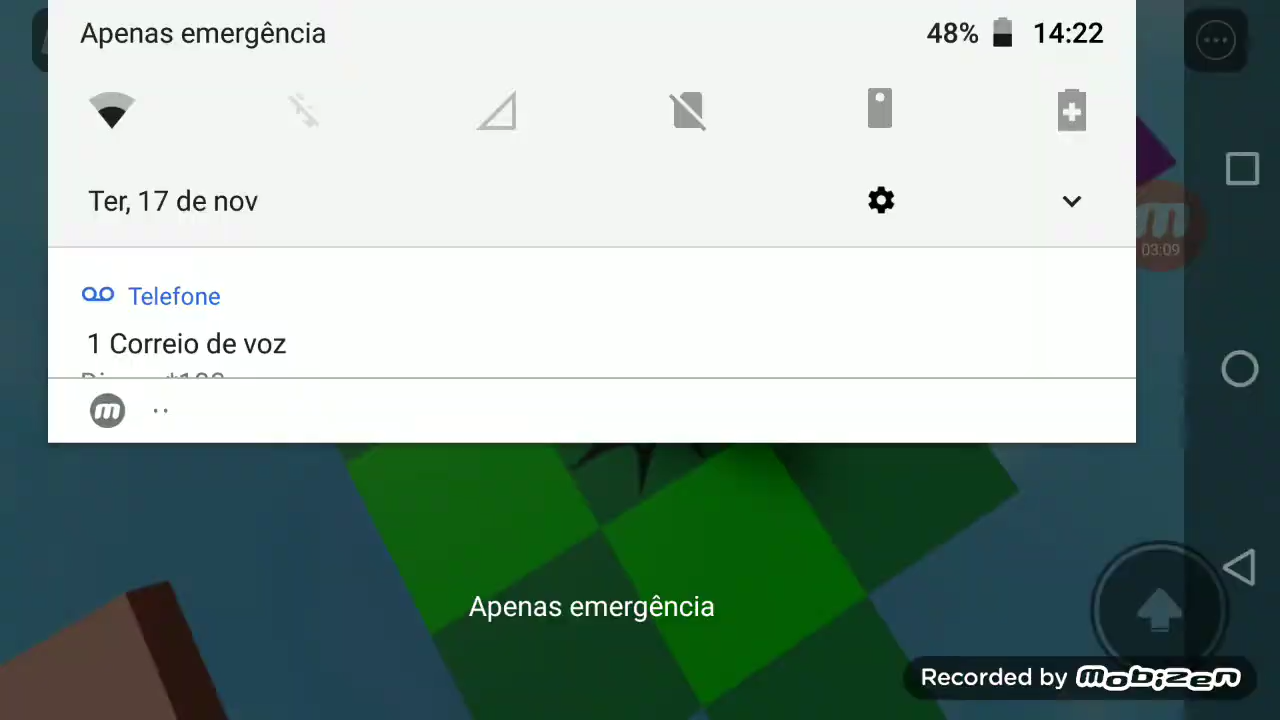 Apenas emergência
48% 14:22
Ter, 17 de nov
03:09
Telefone
1 Correio de voz
Apenas emergência
Recorded by mobizen